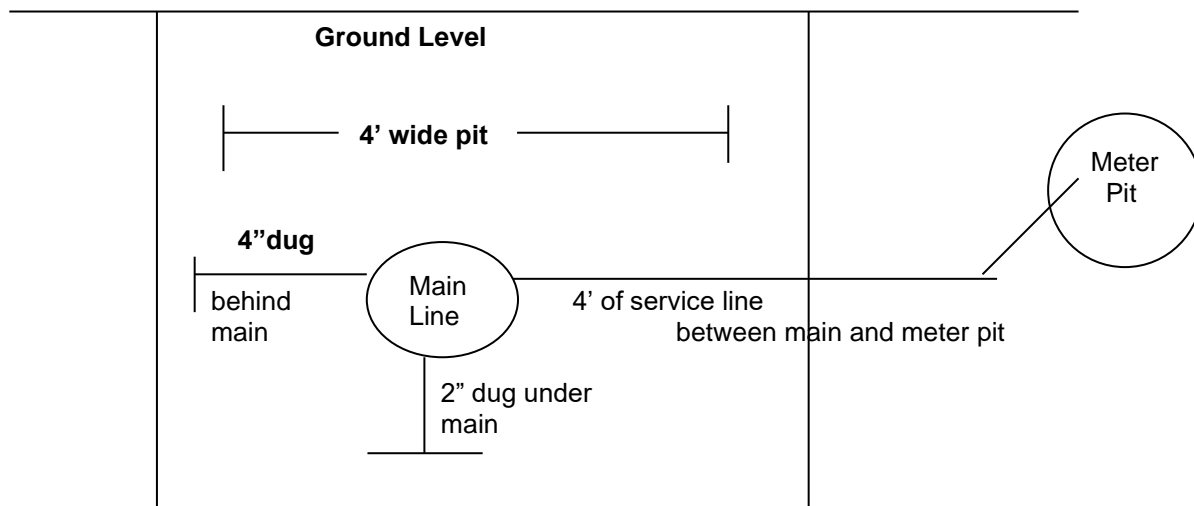 Ground Level
4’ wide pit
Meter
Pit
4”dug
behind
main
Main
Line
4’ of service line
between main and meter pit
2” dug under
main